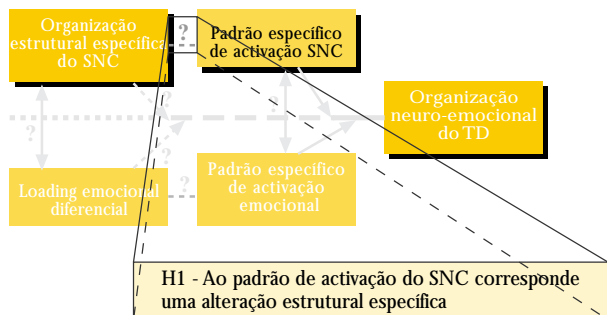 Organização
estrutural especifica
do SNC
?
Padrão específico
de activação SNC
?
?
?
Organização
neuro-emocional
do TD
?
Loading emocional
diferencial
?
Padrão específico
de activação
emocional
H1 - Ao padrão de activação do SNC corresponde
uma alteração estrutural específica